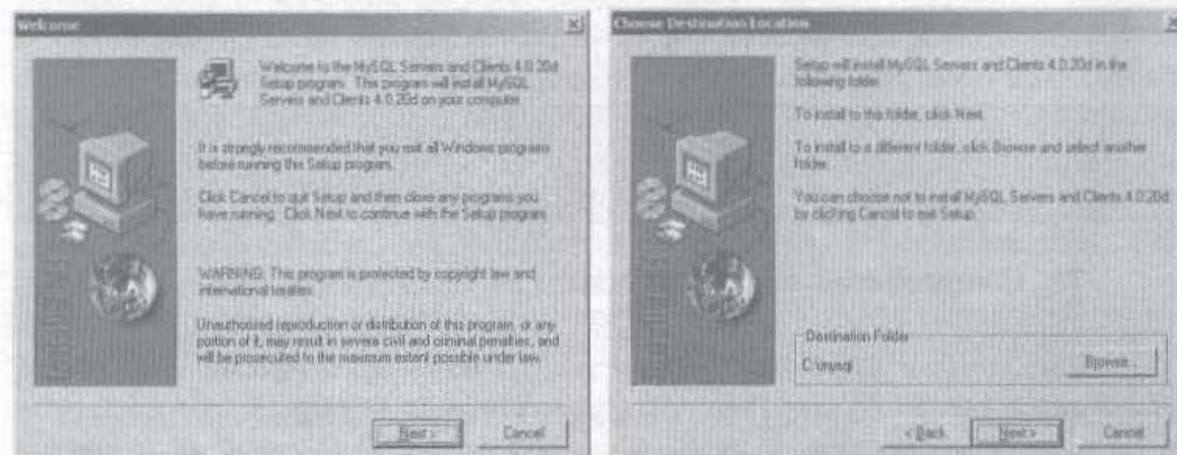 Welcome
Welcome to the MySQL Servers and Clients 4.0.20d
Setup program. This program will install MySQL
Servers and Clients 4.0.20d on your computer.
It is strongly recommended that you exit all Windows programs
before running this Setup program.
Click Cancel to quit Setup and then close any programs you
have running. Click Next to continue with the Setup program.
WARNING: This program is protected by copyright law and
international treaties.
Unauthorized reproduction or distribution of this program, or any
portion of it, may result in severe civil and criminal penalties, and
will be prosecuted to the maximum extent possible under law.
Next >
Cancel
Choose Destination Location
Setup will install MySQL Servers and Clients 4.0.20d in the
following folder.
To install to this folder, click Next.
To install to a different folder, click Browse and select another
folder.
You can choose not to install MySQL Servers and Clients 4.0.20d
by clicking Cancel to exit Setup.
Destination Folder
C:\mysql
Browse...
< Back
Next >
Cancel